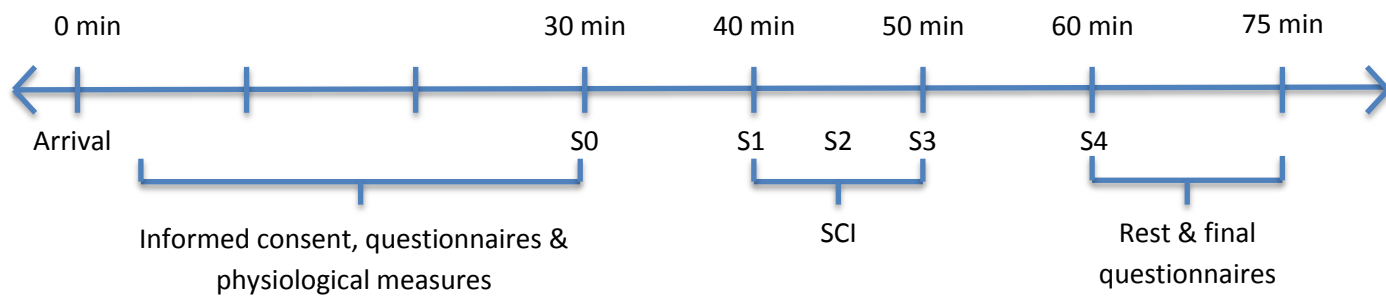 0 min 30 min 40 min 50 min 60 min 75 min
Arrival S0 S1 S2 S3 S4
Informed consent, questionnaires &
physiological measures
SCI
Rest & final
questionnaires